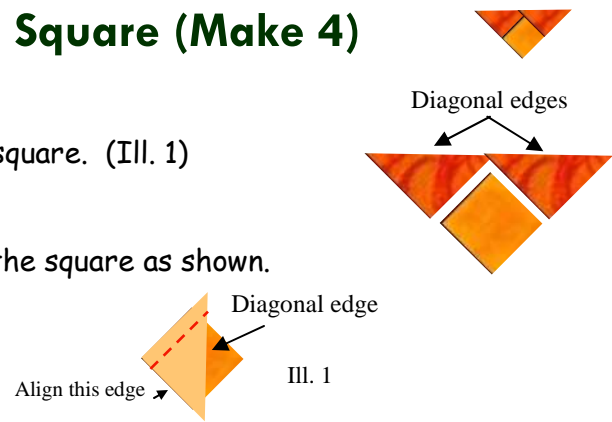 Square (Make 4)
Diagonal edges
square. (Ill. 1)
the square as shown.
Diagonal edge
Ill. 1
Align this edge